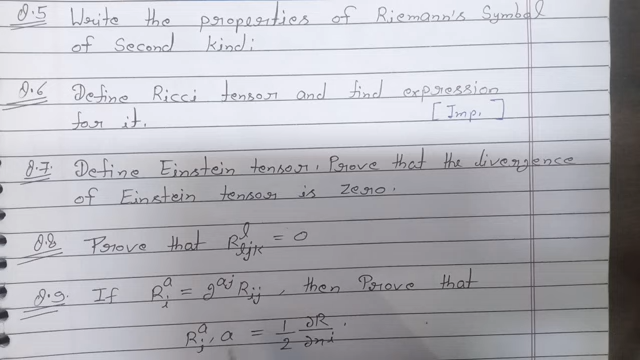 Q.5 Write the properties of Riemann's Symbol
of Second kind:
Q.6 Define Ricci tensor and find expression
for it. [Imp.]
Q.7 Define Einstein tensor. Prove that the divergence
of Einstein tensor is zero.
Q.8 Prove that R^l_{ljk} = 0
Q.9. If R^a_i = g^{aj} R_{ij}, then Prove that
R^a_{j,a} = 1/2 ∂R/∂x^i.